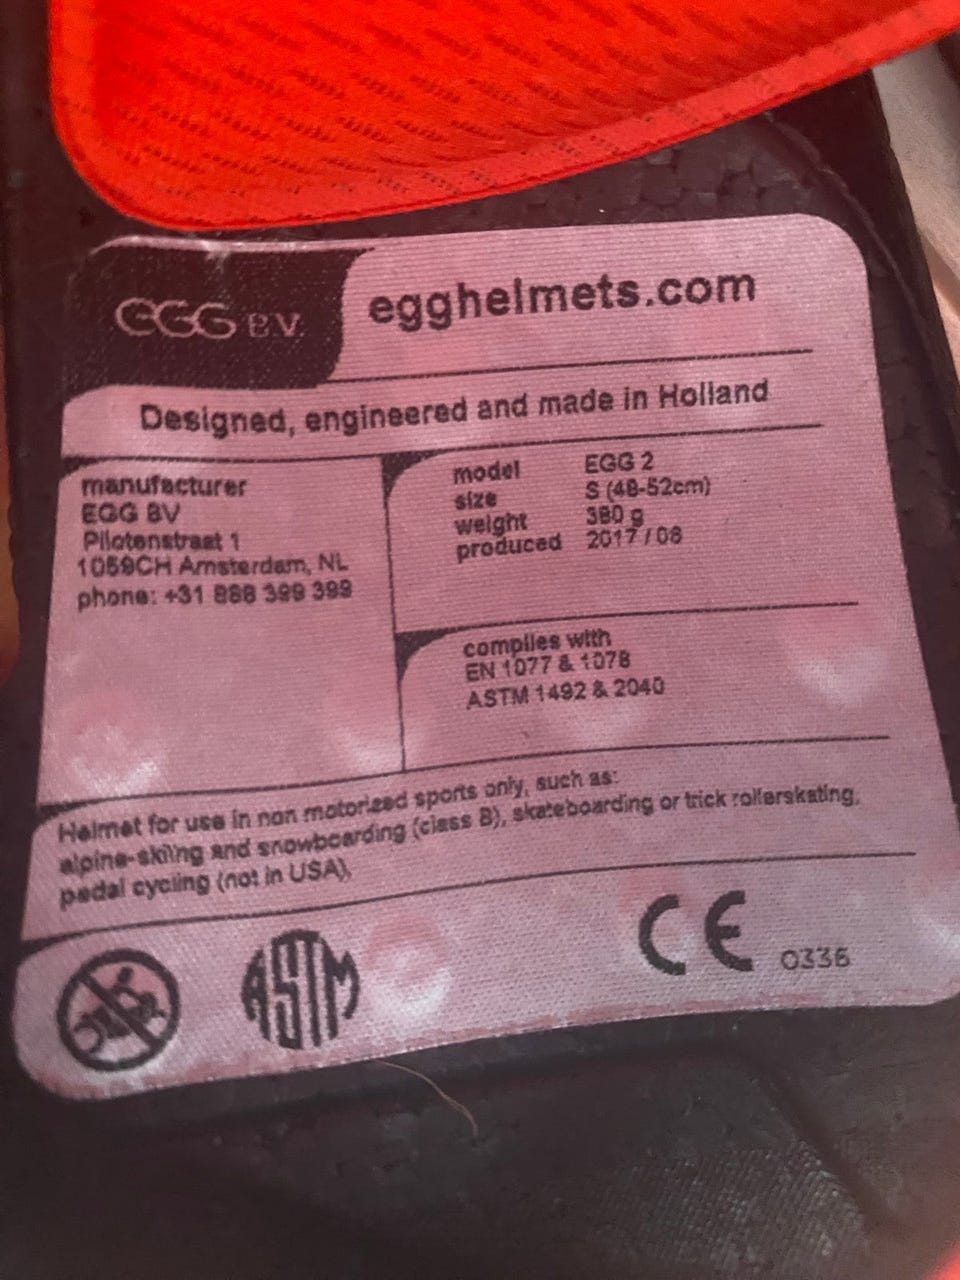 EGG BV
egghelmets.com
Designed, engineered and made in Holland
manufacturer
EGG BV
Pilotenstraat 1
1059CH Amsterdam, NL
phone: +31 888 399 399
model EGG 2
size S (48-52cm)
weight 380 g
produced 2017 / 08
complies with
EN 1077 & 1078
ASTM 1492 & 2040
Helmet for use in non motorized sports only, such as:
alpine-skiing and snowboarding (class B), skateboarding or trick rollerskating,
pedal cycling (not in USA),
ASTM
CE 0336